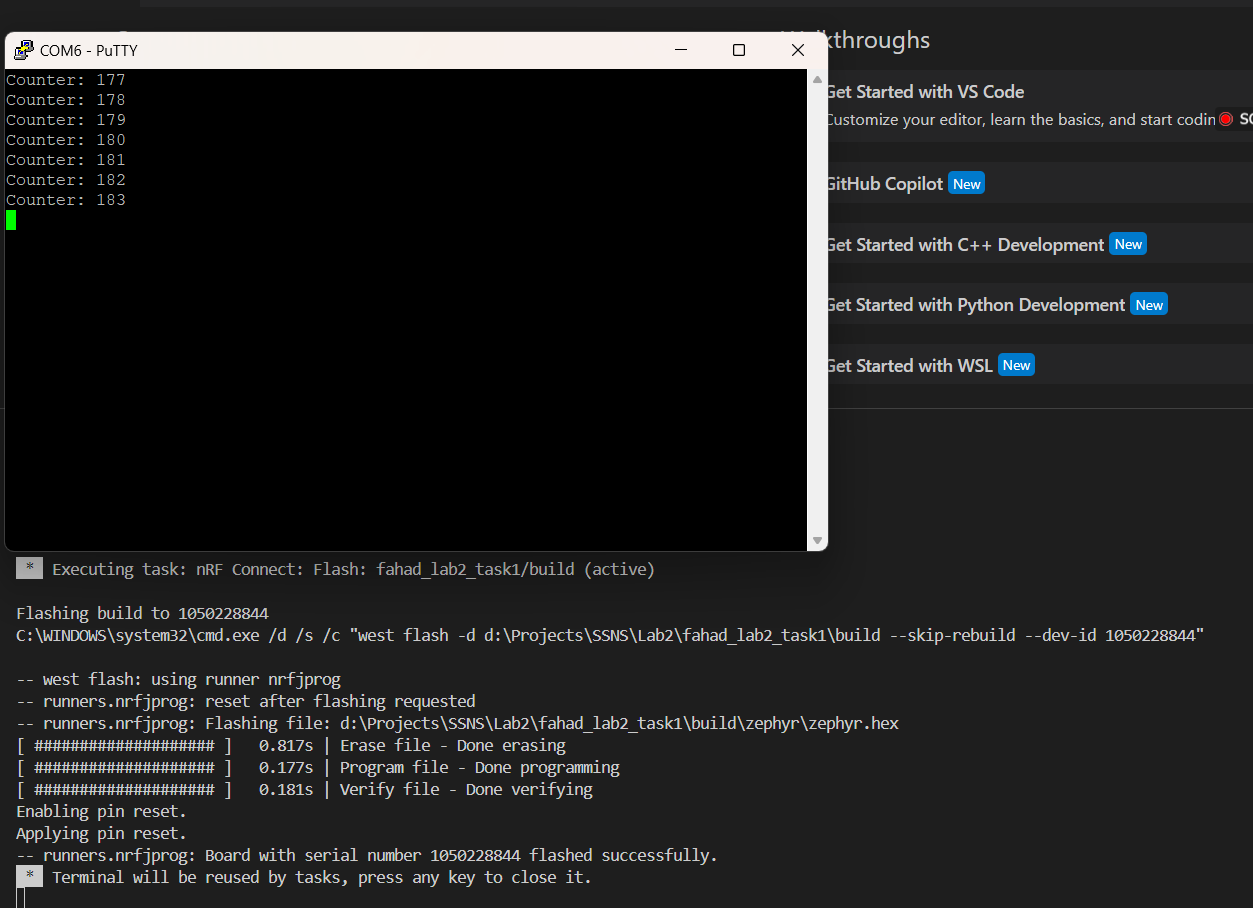 COM6 - PuTTY
Counter: 177
Counter: 178
Counter: 179
Counter: 180
Counter: 181
Counter: 182
Counter: 183
kthroughs
Get Started with VS Code
Customize your editor, learn the basics, and start codin
GitHub Copilot New
Get Started with C++ Development New
Get Started with Python Development New
Get Started with WSL New
* Executing task: nRF Connect: Flash: fahad_lab2_task1/build (active)
Flashing build to 1050228844
C:\WINDOWS\system32\cmd.exe /d /s /c "west flash -d d:\Projects\SSNS\Lab2\fahad_lab2_task1\build --skip-rebuild --dev-id 1050228844"
-- west flash: using runner nrfjprog
-- runners.nrfjprog: reset after flashing requested
-- runners.nrfjprog: Flashing file: d:\Projects\SSNS\Lab2\fahad_lab2_task1\build\zephyr\zephyr.hex
[ #################### ]   0.817s | Erase file - Done erasing
[ #################### ]   0.177s | Program file - Done programming
[ #################### ]   0.181s | Verify file - Done verifying
Enabling pin reset.
Applying pin reset.
-- runners.nrfjprog: Board with serial number 1050228844 flashed successfully.
* Terminal will be reused by tasks, press any key to close it.